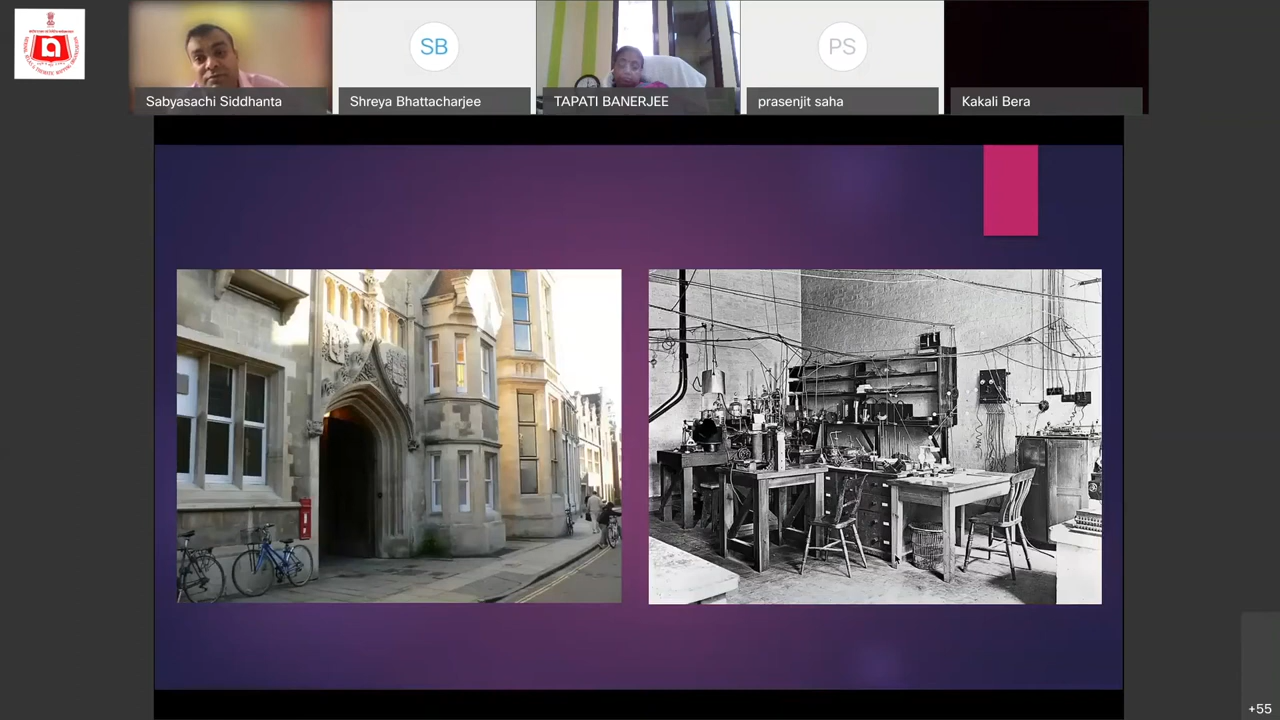 SB
PS
Sabyasachi Siddhanta
Shreya Bhattacharjee
TAPATI BANERJEE
prasenjit saha
Kakali Bera
+55